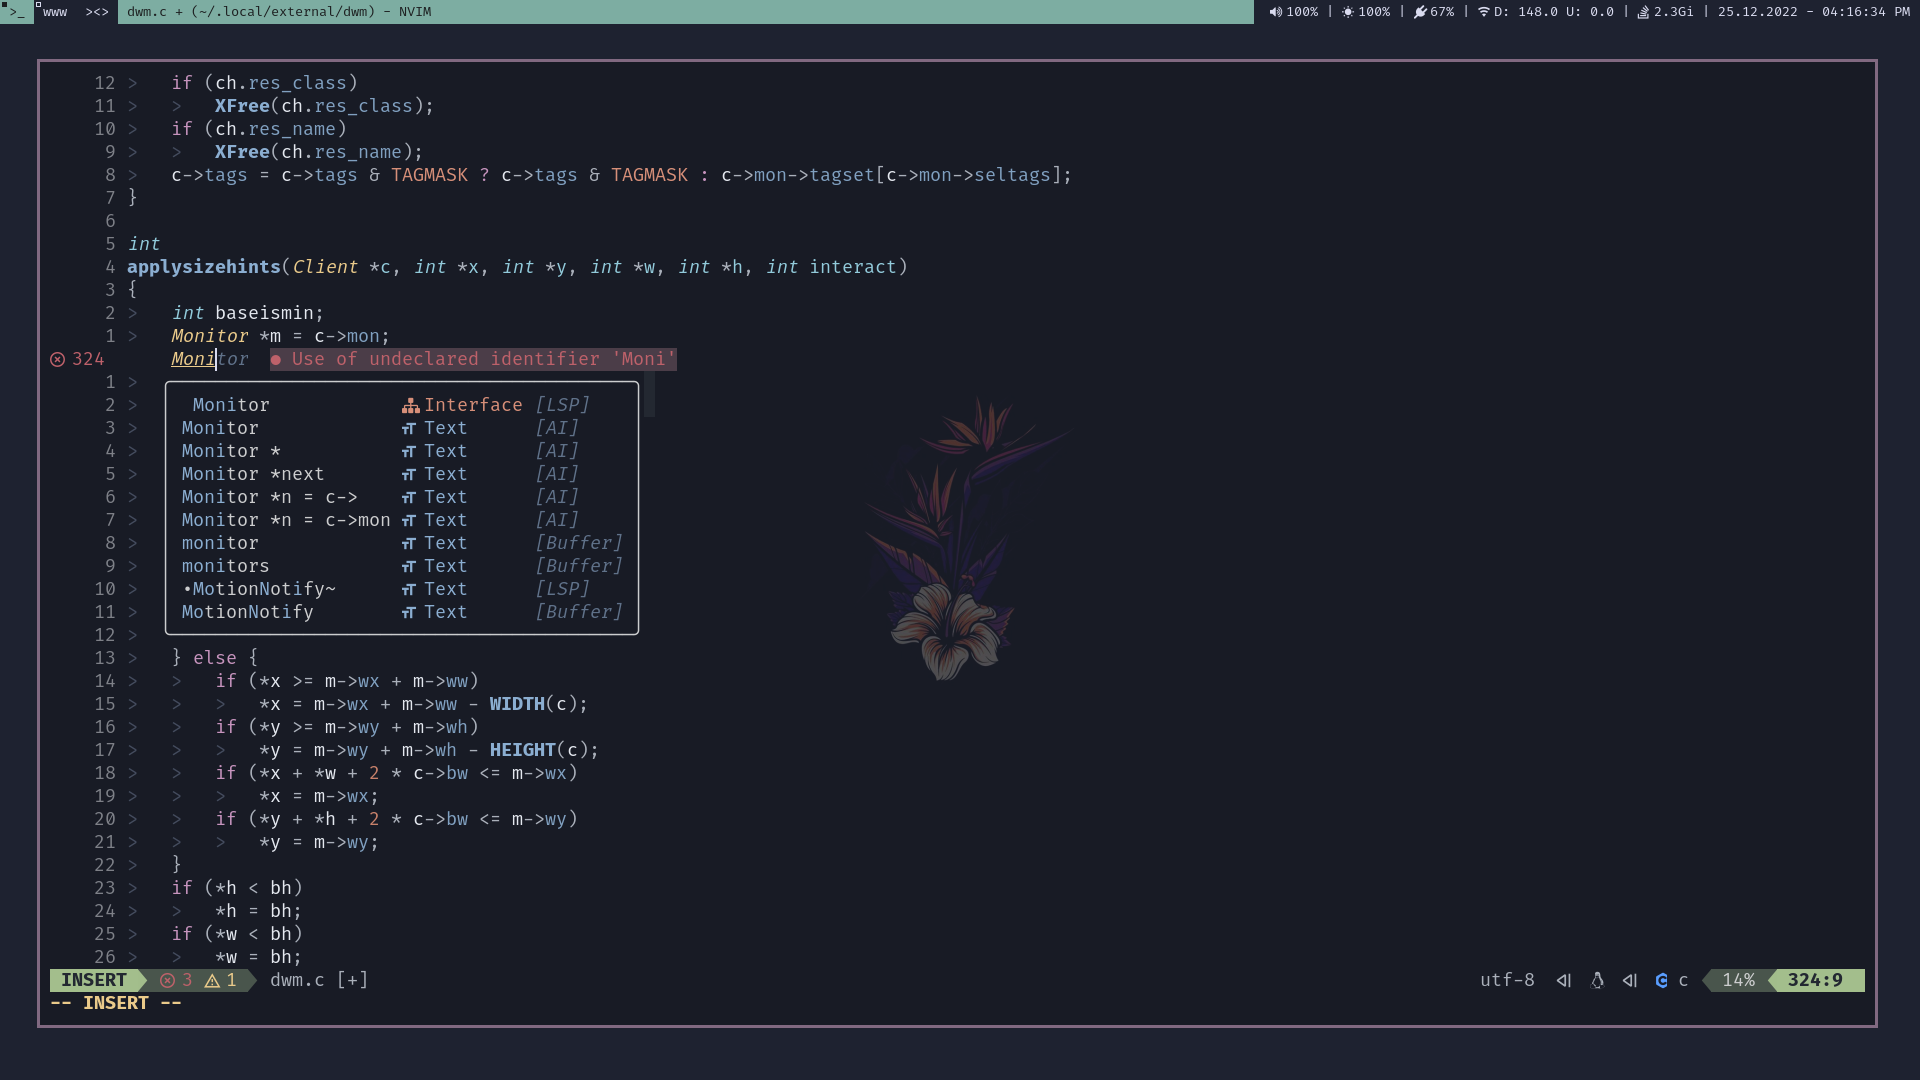 >_ www ><> dwm.c + (~/.local/external/dwm) - NVIM 100% | 100% | 67% | D: 148.0 U: 0.0 | 2.3Gi | 25.12.2022 - 04:16:34 PM
12 > if (ch.res_class)
11 > > XFree(ch.res_class);
10 > if (ch.res_name)
9 > > XFree(ch.res_name);
8 > c->tags = c->tags & TAGMASK ? c->tags & TAGMASK : c->mon->tagset[c->mon->seltags];
7 }
6
5 int
4 applysizehints(Client *c, int *x, int *y, int *w, int *h, int interact)
3 {
2 > int baseismin;
1 > Monitor *m = c->mon;
324 Monitor ● Use of undeclared identifier 'Moni'
1 >
2 > Monitor Interface [LSP]
3 > Monitor Text [AI]
4 > Monitor * Text [AI]
5 > Monitor *next Text [AI]
6 > Monitor *n = c-> Text [AI]
7 > Monitor *n = c->mon Text [AI]
8 > monitor Text [Buffer]
9 > monitors Text [Buffer]
10 > •MotionNotify~ Text [LSP]
11 > MotionNotify Text [Buffer]
12 >
13 > } else {
14 > > if (*x >= m->wx + m->ww)
15 > > > *x = m->wx + m->ww - WIDTH(c);
16 > > if (*y >= m->wy + m->wh)
17 > > > *y = m->wy + m->wh - HEIGHT(c);
18 > > if (*x + *w + 2 * c->bw <= m->wx)
19 > > > *x = m->wx;
20 > > if (*y + *h + 2 * c->bw <= m->wy)
21 > > > *y = m->wy;
22 > }
23 > if (*h < bh)
24 > > *h = bh;
25 > if (*w < bh)
26 > > *w = bh;
INSERT 3 1 dwm.c [+] utf-8 c 14% 324:9
-- INSERT --